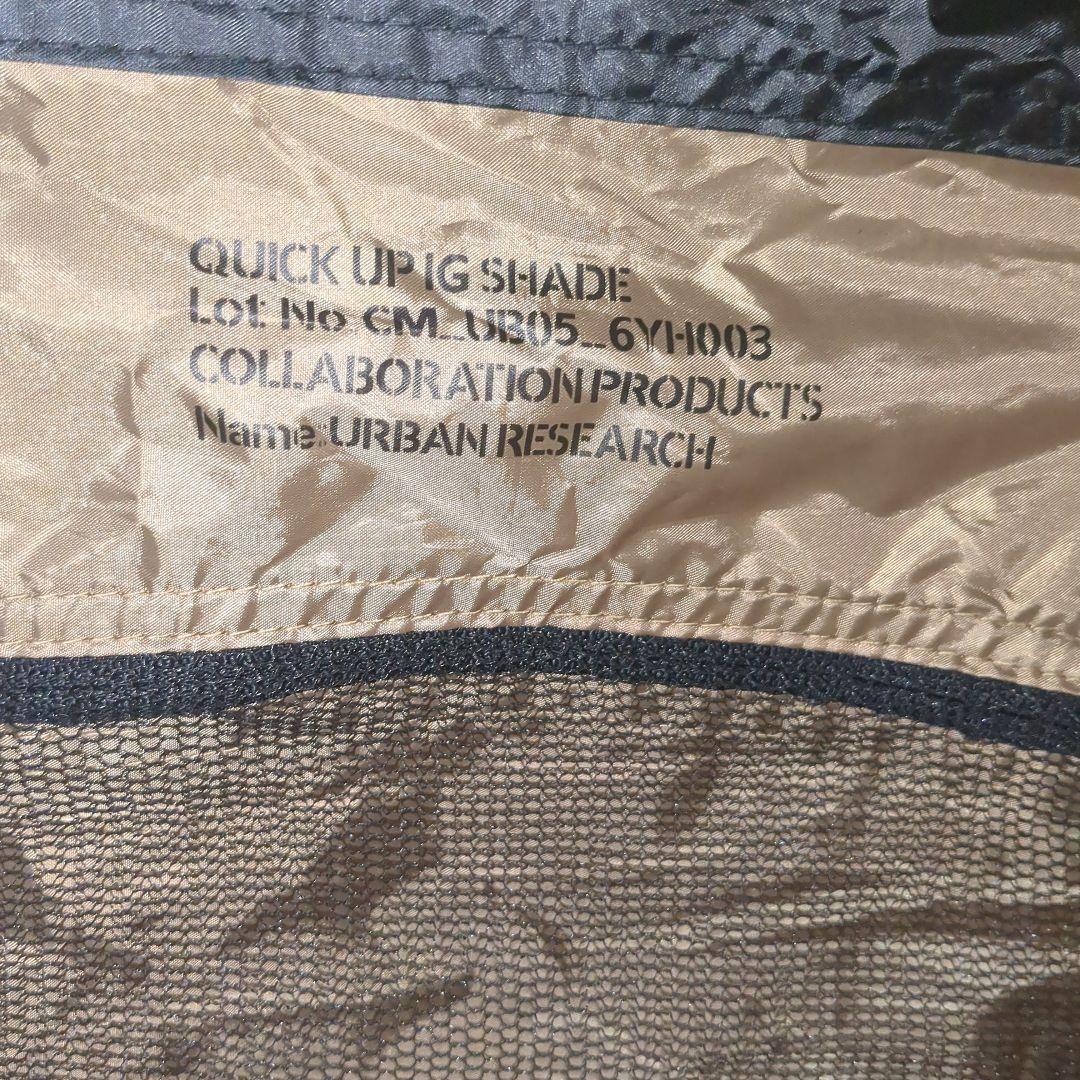 QUICK UP IG SHADE
Lot No. CM_UB05_6YH003
COLLABORATION PRODUCTS
Name:URBAN RESEARCH